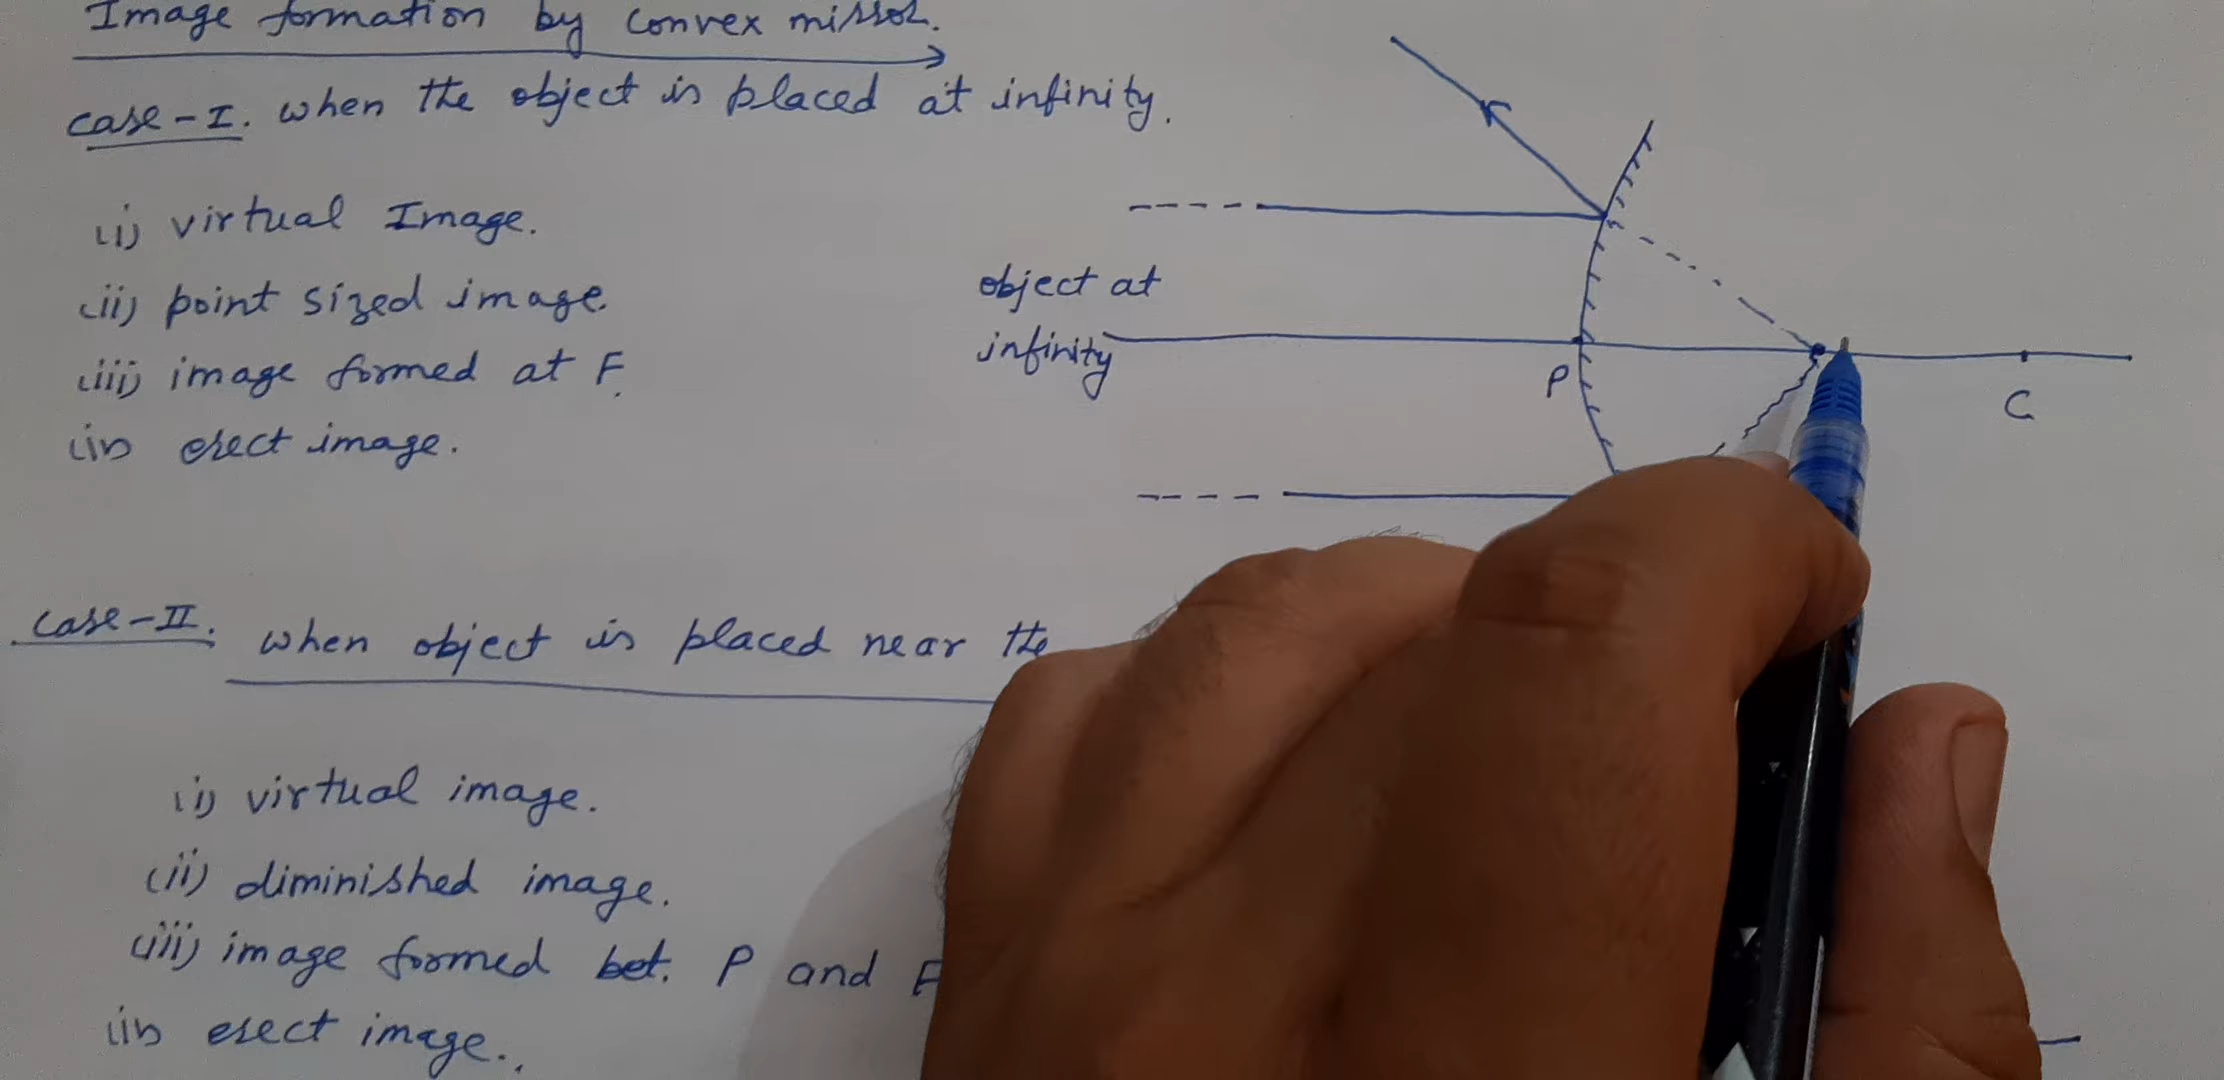 Image formation by convex mirror.
case-I. when the object is placed at infinity.
(i) virtual Image.
(ii) point sized image.
(iii) image formed at F.
(iv) erect image.
object at
infinity
P
C
case-II. when object is placed near the
(i) virtual image.
(ii) diminished image.
(iii) image formed bet. P and F
(iv) erect image.